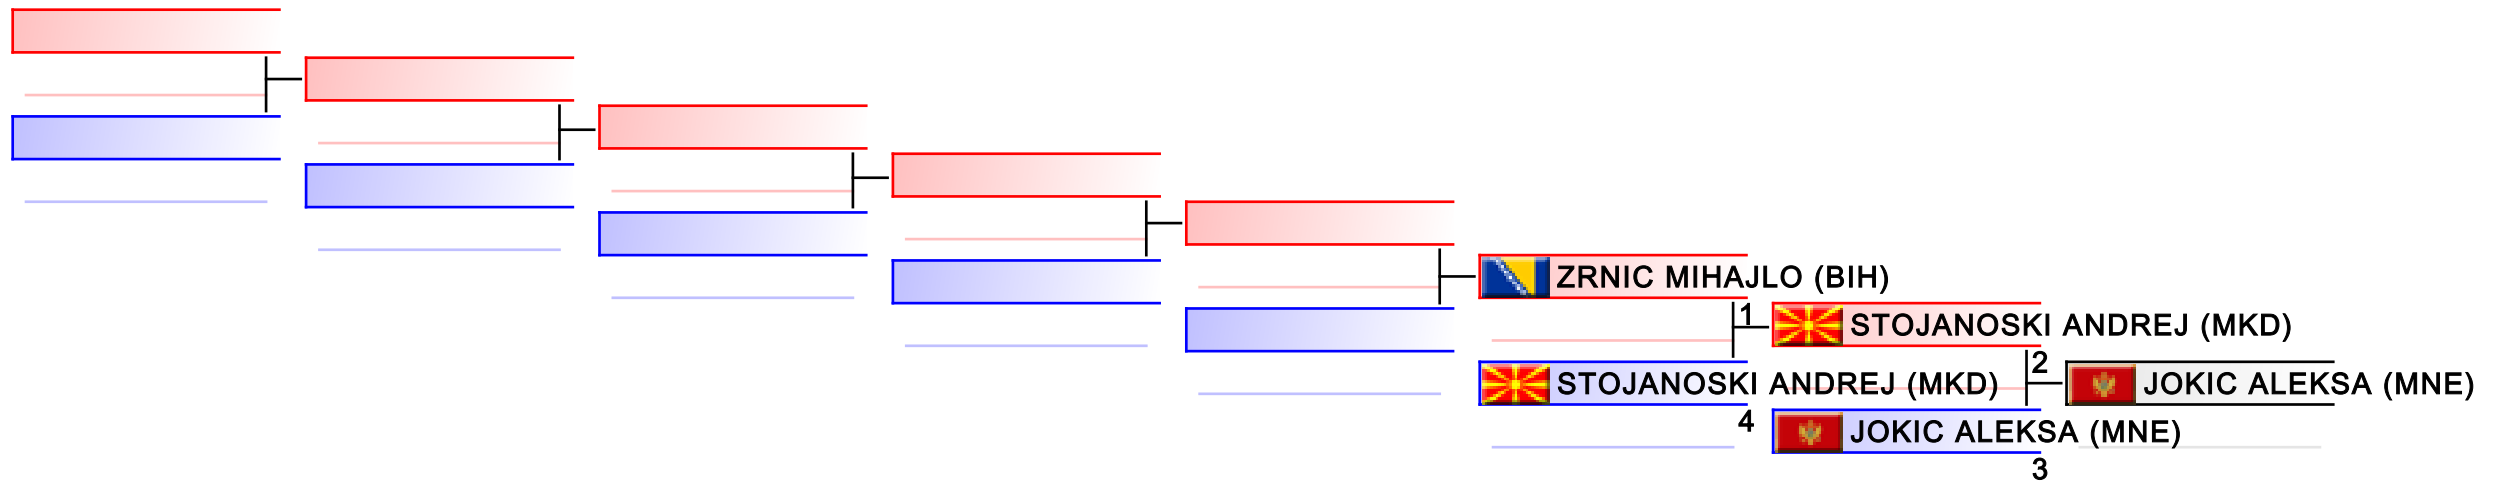 ZRNIC MIHAJLO (BIH)
1
STOJANOSKI ANDREJ (MKD)
2
STOJANOSKI ANDREJ (MKD)
JOKIC ALEKSA (MNE)
4
JOKIC ALEKSA (MNE)
3